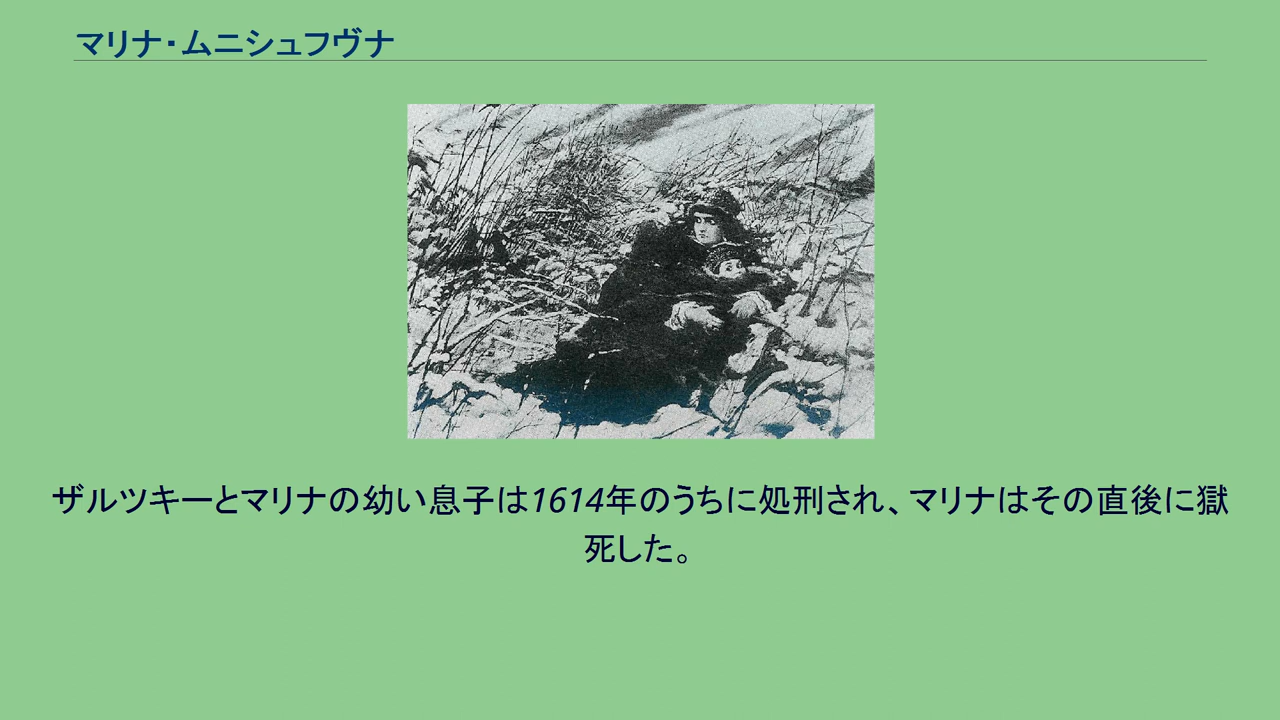 マリナ・ムニシュフヴナ
ザルツキーとマリナの幼い息子は1614年のうちに処刑され、マリナはその直後に獄
死した。